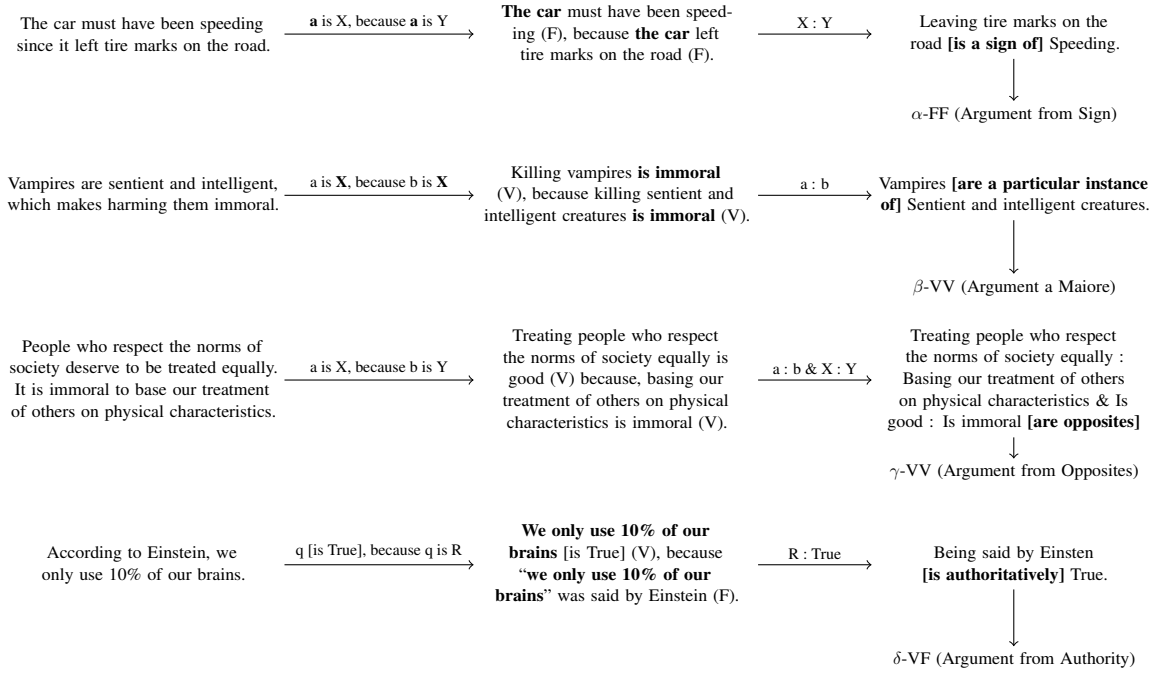 The car must have been speeding
since it left tire marks on the road.
a is X, because a is Y
The car must have been speed-
ing (F), because the car left
tire marks on the road (F).
X : Y
Leaving tire marks on the
road [is a sign of] Speeding.
α-FF (Argument from Sign)
Vampires are sentient and intelligent,
which makes harming them immoral.
a is X, because b is X
Killing vampires is immoral
(V), because killing sentient and
intelligent creatures is immoral (V).
a : b
Vampires [are a particular instance
of] Sentient and intelligent creatures.
β-VV (Argument a Maiore)
People who respect the norms of
society deserve to be treated equally.
It is immoral to base our treatment
of others on physical characteristics.
a is X, because b is Y
Treating people who respect
the norms of society equally is
good (V) because, basing our
treatment of others on physical
characteristics is immoral (V).
a : b & X : Y
Treating people who respect
the norms of society equally :
Basing our treatment of others
on physical characteristics & Is
good : Is immoral [are opposites]
γ-VV (Argument from Opposites)
According to Einstein, we
only use 10% of our brains.
q [is True], because q is R
We only use 10% of our
brains [is True] (V), because
“we only use 10% of our
brains” was said by Einstein (F).
R : True
Being said by Einsten
[is authoritatively] True.
δ-VF (Argument from Authority)